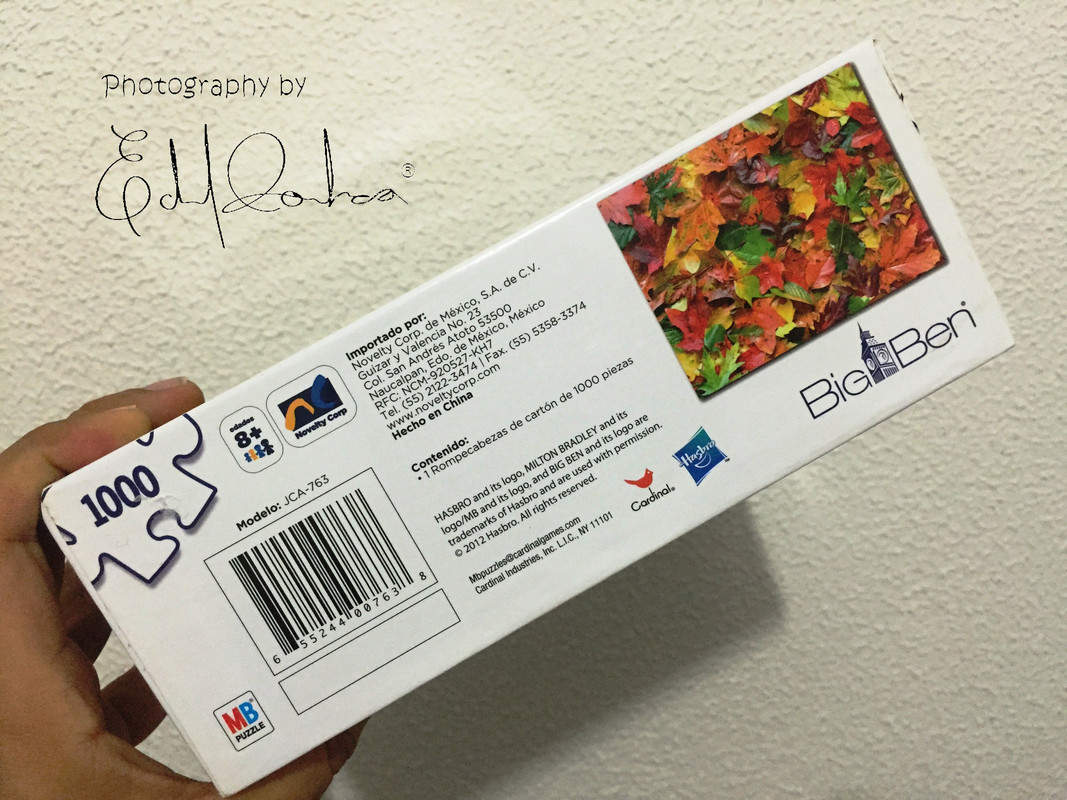 Photography by
1000
edades
8+
Novelty Corp
Importado por:
Novelty Corp. de México, S.A. de C.V.
Guizar y Valencia No. 23
Col. San Andrés Atoto 53500
Naucalpan, Edo. de México, México
RFC: NCM-920527-KH7
Tel. (55) 2122-3474 | Fax. (55) 5358-3374
www.noveltycorp.com
Hecho en China
Contenido:
• 1 Rompecabezas de cartón de 1000 piezas
Modelo: JCA-763
6 55244 00763 8
MB®
PUZZLE
HASBRO and its logo, MILTON BRADLEY and its
logo/MB and its logo, and BIG BEN and its logo are
trademarks of Hasbro and are used with permission.
© 2012 Hasbro. All rights reserved.
Mbpuzzles@cardinalgames.com
Cardinal Industries, Inc. L.I.C., NY 11101
Cardinal®
Hasbro
Big Ben